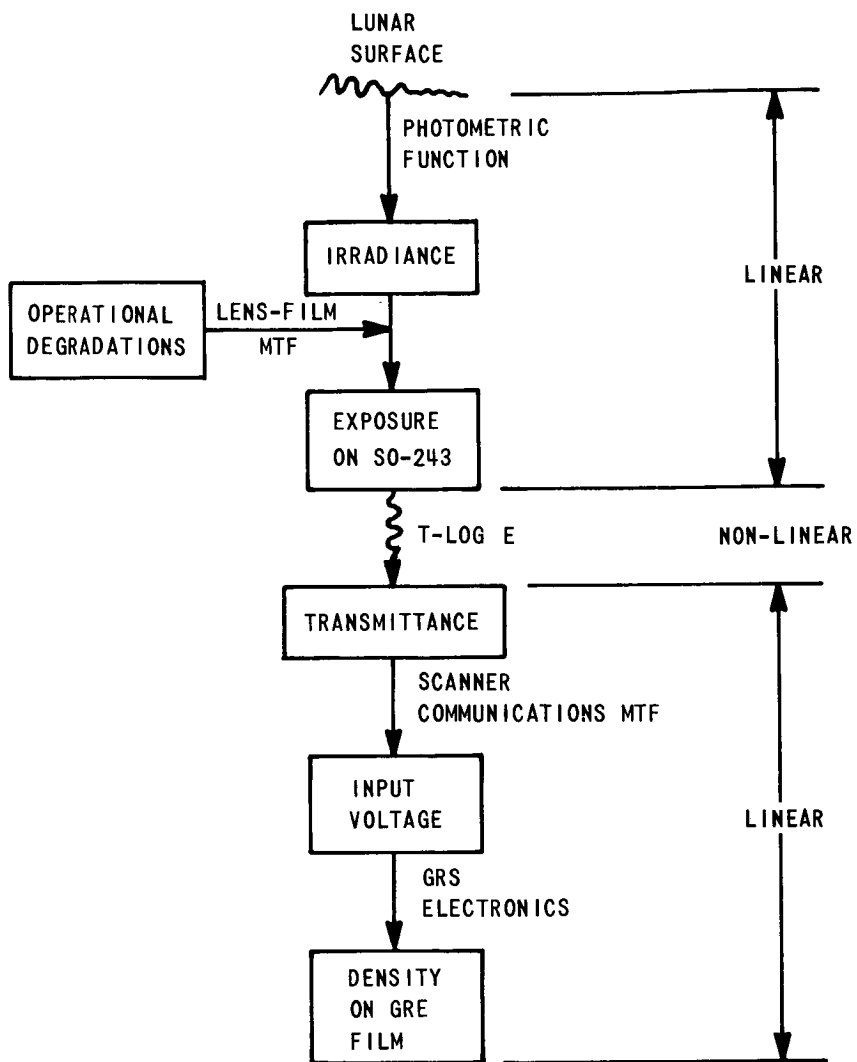 LUNAR
SURFACE
PHOTOMETRIC
FUNCTION
IRRADIANCE
LINEAR
OPERATIONAL
DEGRADATIONS
LENS-FILM
MTF
EXPOSURE
ON SO-243
T-LOG E
NON-LINEAR
TRANSMITTANCE
SCANNER
COMMUNICATIONS MTF
INPUT
VOLTAGE
LINEAR
GRS
ELECTRONICS
DENSITY
ON GRE
FILM